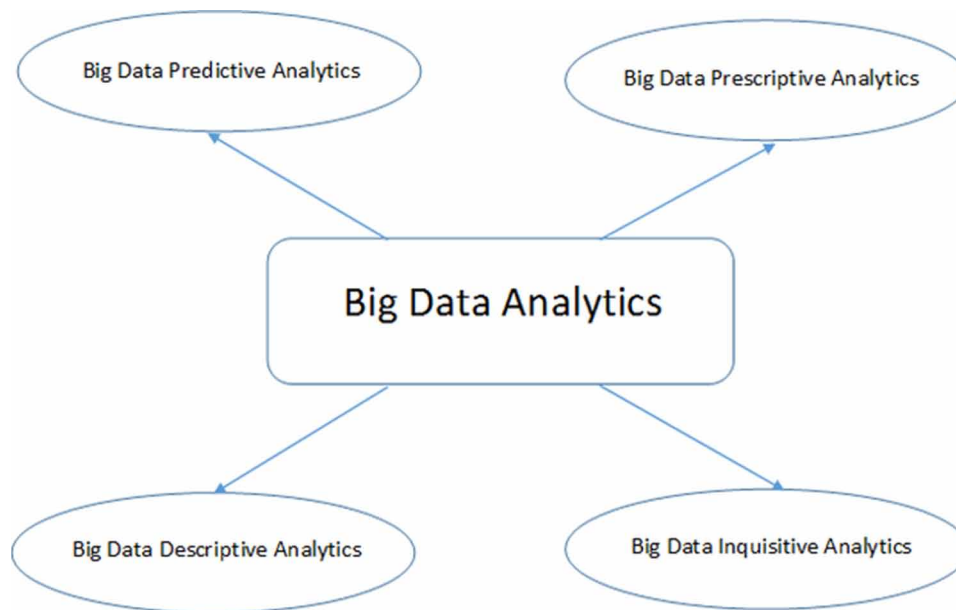 Big Data Predictive Analytics
Big Data Prescriptive Analytics
Big Data Analytics
Big Data Descriptive Analytics
Big Data Inquisitive Analytics